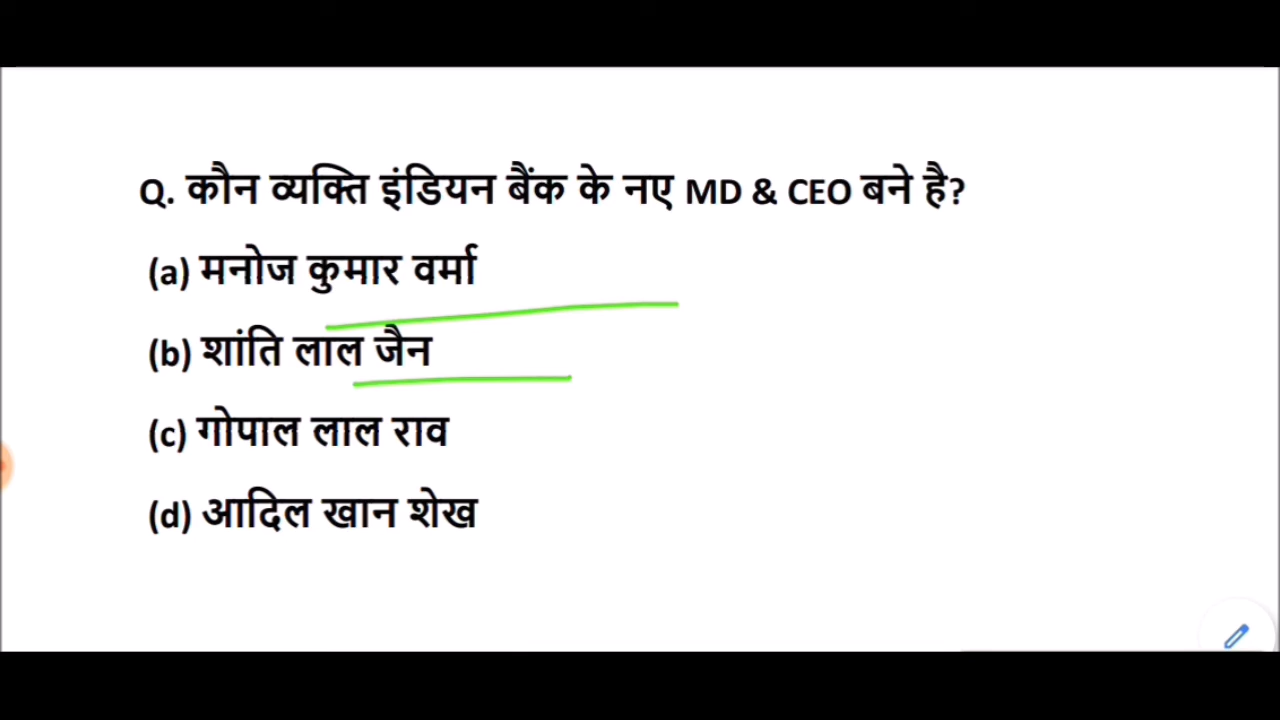 Q. कौन व्यक्ति इंडियन बैंक के नए MD & CEO बने है?
(a) मनोज कुमार वर्मा
(b) शांति लाल जैन
(c) गोपाल लाल राव
(d) आदिल खान शेख